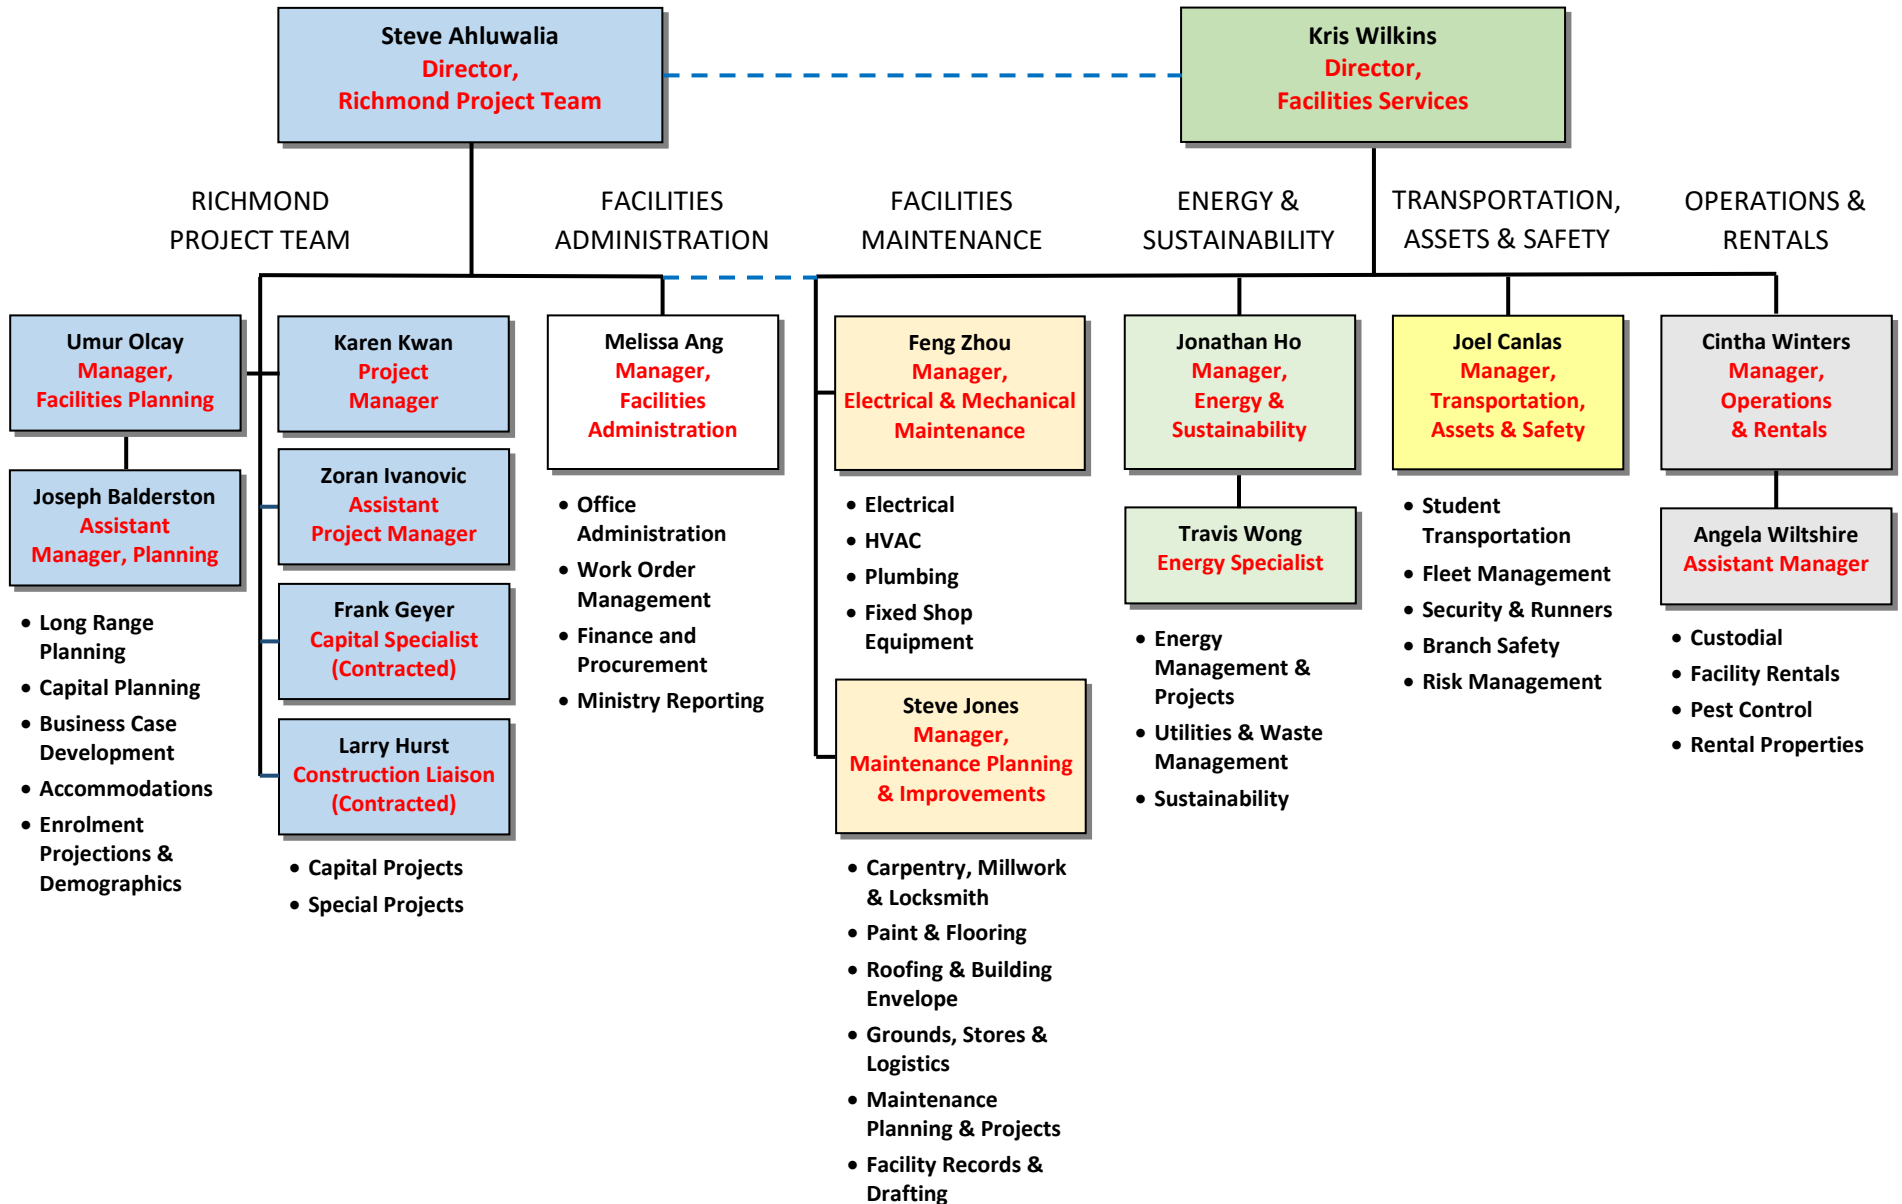 Steve Ahluwalia
Director,
Richmond Project Team
Kris Wilkins
Director,
Facilities Services
RICHMOND
PROJECT TEAM
FACILITIES
ADMINISTRATION
FACILITIES
MAINTENANCE
ENERGY &
SUSTAINABILITY
TRANSPORTATION,
ASSETS & SAFETY
OPERATIONS &
RENTALS
Umur Olcay
Manager,
Facilities Planning
Joseph Balderston
Assistant
Manager, Planning
• Long Range
Planning
• Capital Planning
• Business Case
Development
• Accommodations
• Enrolment
Projections &
Demographics
Karen Kwan
Project
Manager
Zoran Ivanovic
Assistant
Project Manager
Frank Geyer
Capital Specialist
(Contracted)
Larry Hurst
Construction Liaison
(Contracted)
• Capital Projects
• Special Projects
Melissa Ang
Manager,
Facilities
Administration
• Office
Administration
• Work Order
Management
• Finance and
Procurement
• Ministry Reporting
Feng Zhou
Manager,
Electrical & Mechanical
Maintenance
• Electrical
• HVAC
• Plumbing
• Fixed Shop
Equipment
Steve Jones
Manager,
Maintenance Planning
& Improvements
• Carpentry, Millwork
& Locksmith
• Paint & Flooring
• Roofing & Building
Envelope
• Grounds, Stores &
Logistics
• Maintenance
Planning & Projects
• Facility Records &
Drafting
Jonathan Ho
Manager,
Energy &
Sustainability
Travis Wong
Energy Specialist
• Energy
Management &
Projects
• Utilities & Waste
Management
• Sustainability
Joel Canlas
Manager,
Transportation,
Assets & Safety
• Student
Transportation
• Fleet Management
• Security & Runners
• Branch Safety
• Risk Management
Cintha Winters
Manager,
Operations
& Rentals
Angela Wiltshire
Assistant Manager
• Custodial
• Facility Rentals
• Pest Control
• Rental Properties